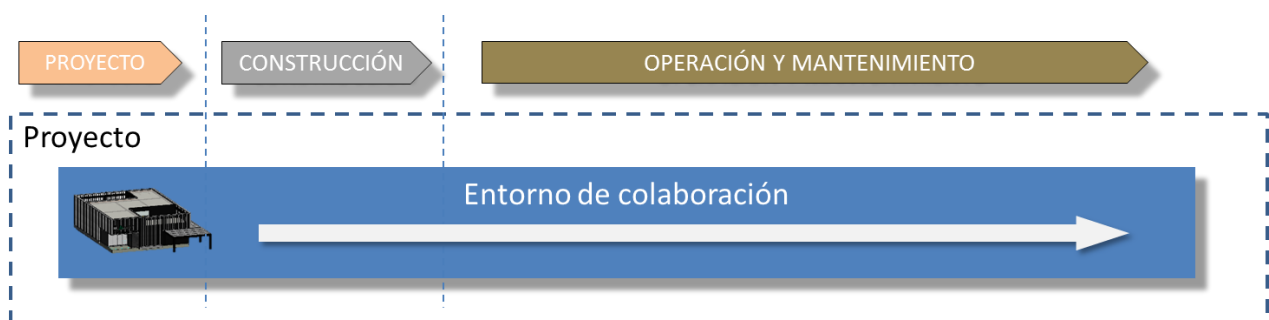 PROYECTO
CONSTRUCCIÓN
OPERACIÓN Y MANTENIMIENTO
Proyecto
Entorno de colaboración